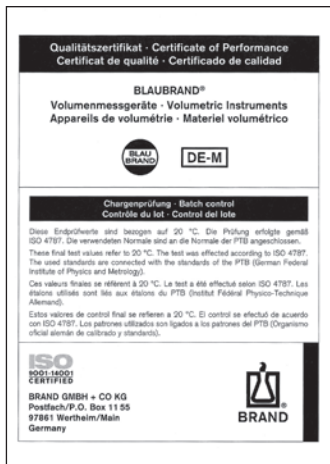 Qualitätszertifikat · Certificate of Performance
Certificat de qualité · Certificado de calidad
BLAUBRAND®
Volumenmessgeräte · Volumetric Instruments
Appareils de volumétrie · Materiel volumétrico
BLAU
BRAND
DE-M
Chargenprüfung · Batch control
Contrôle du lot · Control del lote
Diese Endprüfwerte sind bezogen auf 20 °C. Die Prüfung erfolgte gemäß
ISO 4787. Die verwendeten Normale sind an die Normale der PTB angeschlossen.
These final test values refer to 20 °C. The test was effected according to ISO 4787.
The used standards are connected with the standards of the PTB (German Federal
Institute of Physics and Metrology).
Ces valeurs finales se réfèrent à 20 °C. Le test a été effectué selon ISO 4787. Les
étalons utilisés sont liés aux étalons du PTB (Institut Fédéral Physico-Technique
Allemand).
Estos valores de control final se refieren a 20 °C. El control se efectuó de acuerdo
con ISO 4787. Los patrones utilizados son ligados a los patrones del PTB (Organismo
oficial alemán de calibrado y standards).
ISO
9001·14001
CERTIFIED
BRAND GMBH + CO KG
Postfach/P.O. Box 11 55
97861 Wertheim/Main
Germany
BRAND